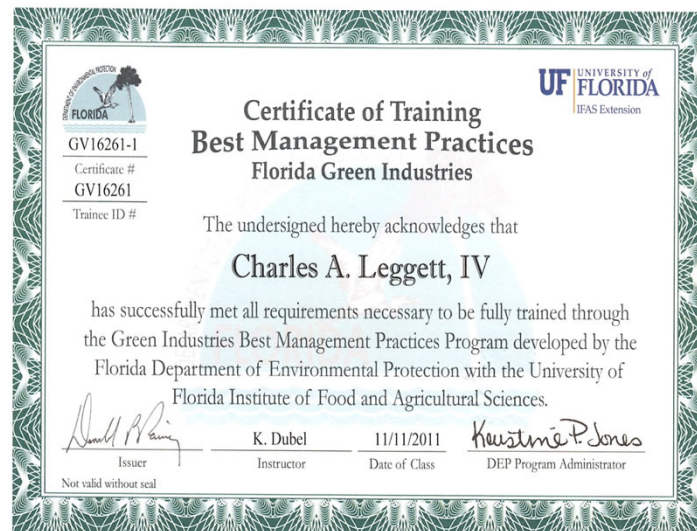 DEPARTMENT OF ENVIRONMENTAL PROTECTION
FLORIDA
UF UNIVERSITY of
FLORIDA
IFAS Extension
GV16261-1
Certificate #
GV16261
Trainee ID #
Certificate of Training
Best Management Practices
Florida Green Industries
The undersigned hereby acknowledges that
Charles A. Leggett, IV
has successfully met all requirements necessary to be fully trained through
the Green Industries Best Management Practices Program developed by the
Florida Department of Environmental Protection with the University of
Florida Institute of Food and Agricultural Sciences.
K. Dubel
11/11/2011
Issuer
Instructor
Date of Class
DEP Program Administrator
Not valid without seal